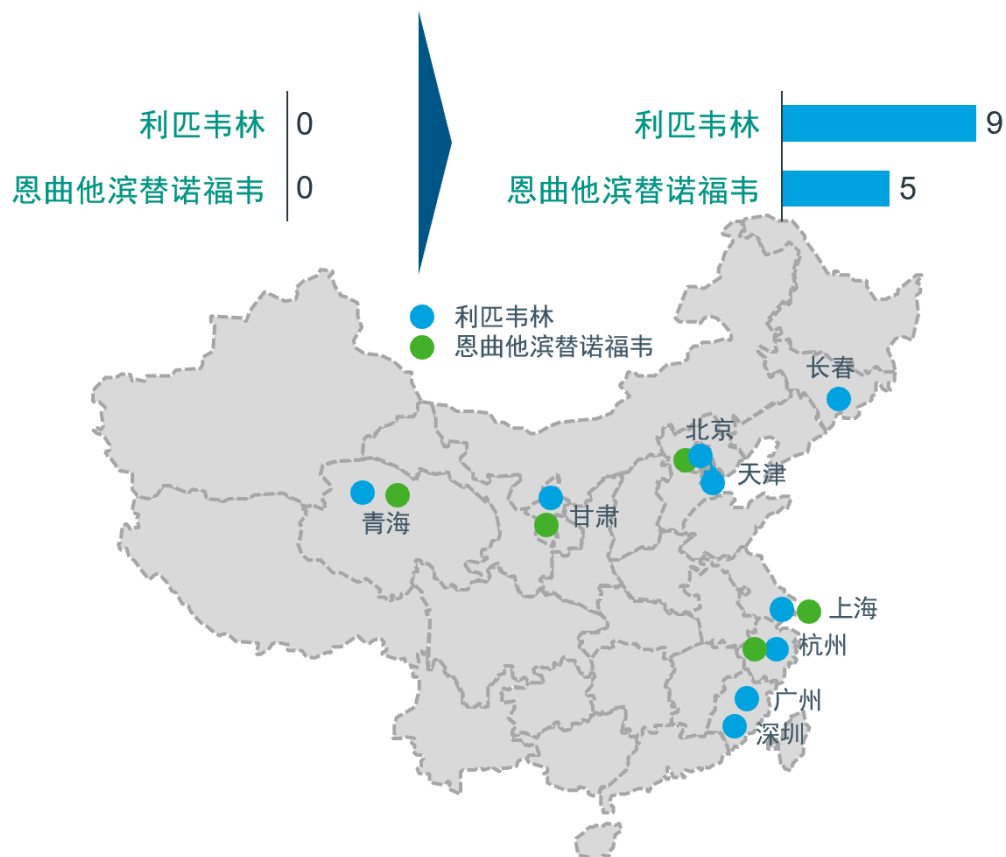 利匹韦林 0
恩曲他滨替诺福韦 0
利匹韦林 9
恩曲他滨替诺福韦 5
利匹韦林
恩曲他滨替诺福韦
长春
北京
天津
甘肃
青海
上海
杭州
广州
深圳